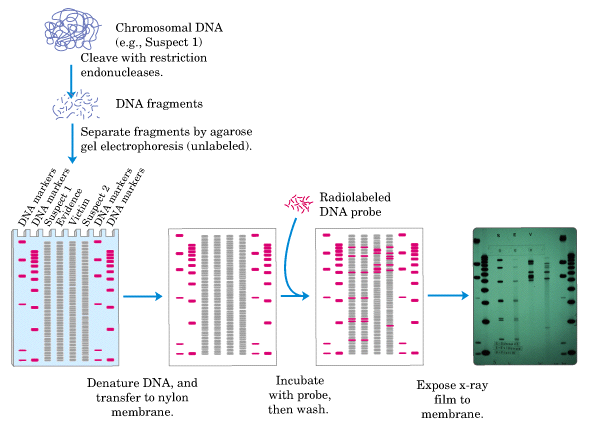 Chromosomal DNA
(e.g., Suspect 1)
Cleave with restriction
endonucleases.
DNA fragments
Separate fragments by agarose
gel electrophoresis (unlabeled).
DNA markers
DNA markers
Suspect 1
Evidence
Victim
Suspect 2
DNA markers
DNA markers
Radiolabeled
DNA probe
Denature DNA, and
transfer to nylon
membrane.
Incubate
with probe,
then wash.
Expose x-ray
film to
membrane.